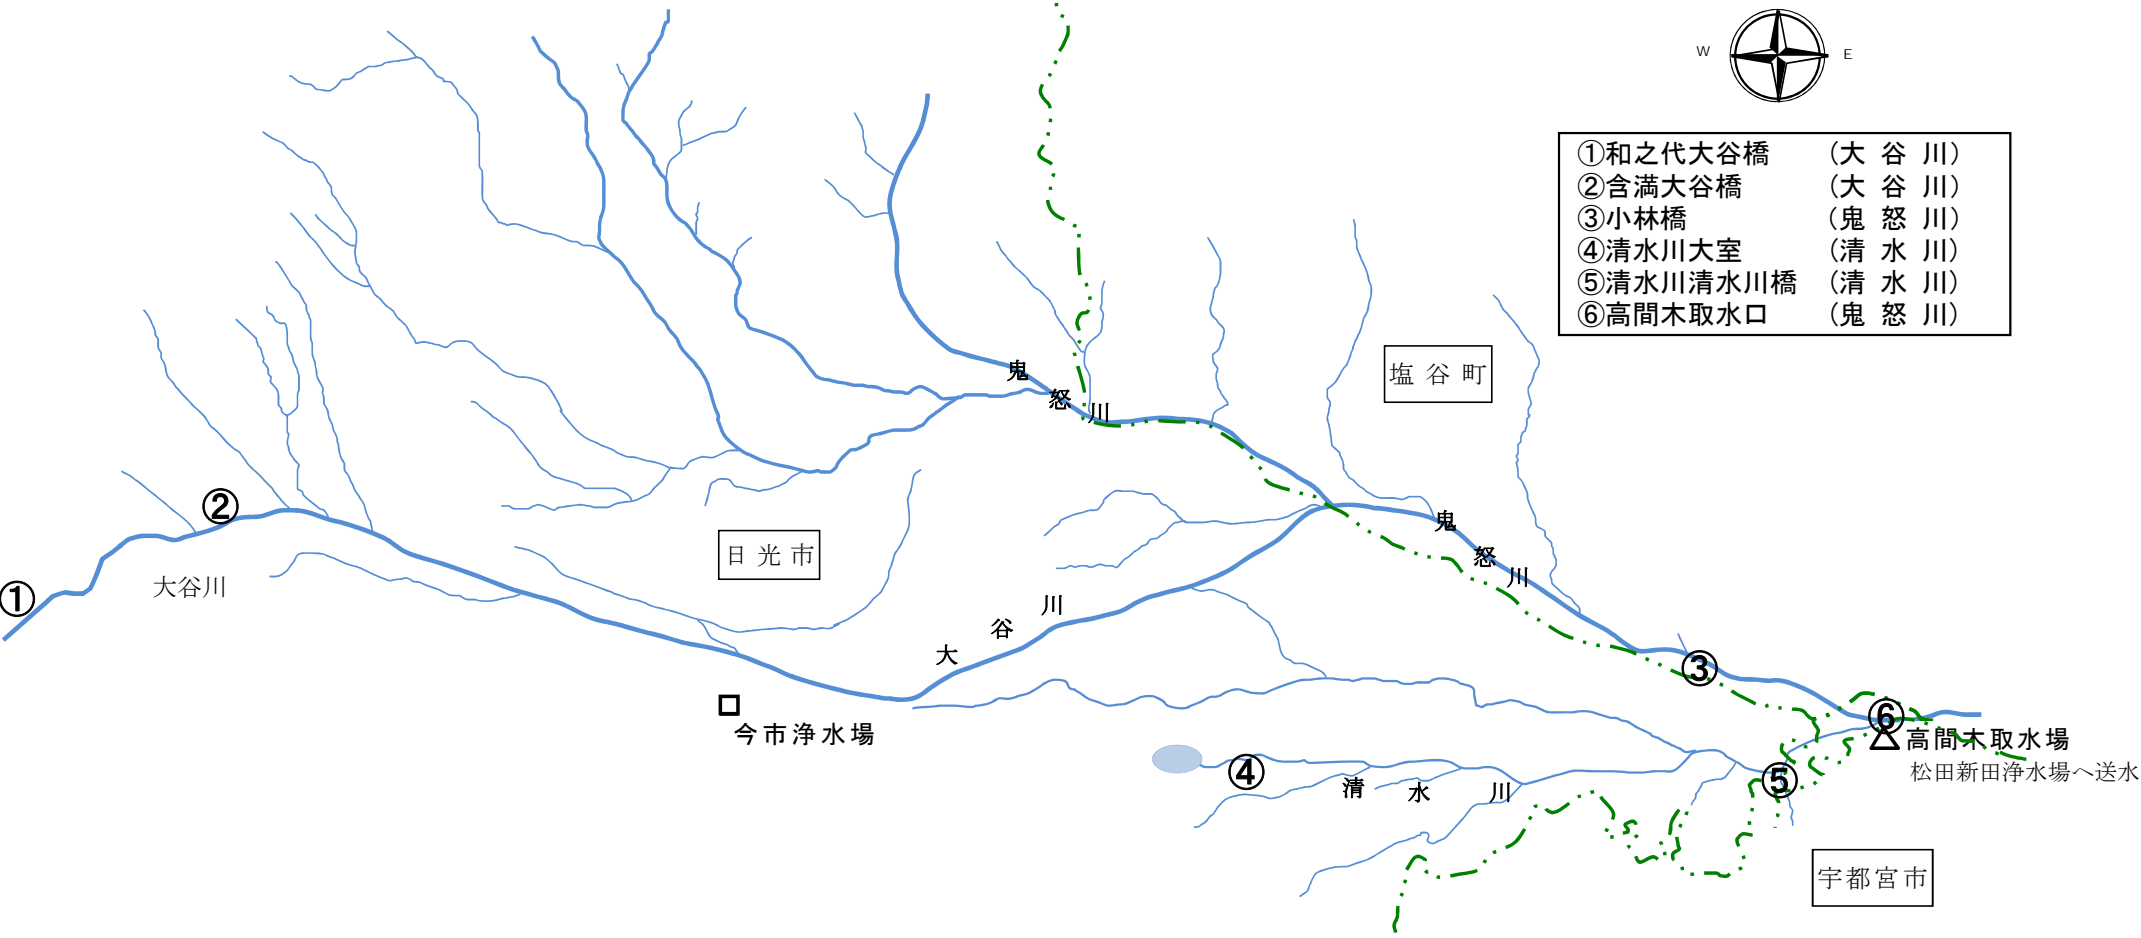 W E
①和之代大谷橋 (大 谷 川)
②含満大谷橋 (大 谷 川)
③小林橋 (鬼 怒 川)
④清水川大室 (清 水 川)
⑤清水川清水川橋 (清 水 川)
⑥高間木取水口 (鬼 怒 川)
鬼怒川
塩谷町
②
日光市
鬼怒川
大谷川
①
大谷川
③
今市浄水場
⑥
高間木取水場
松田新田浄水場へ送水
④
⑤
清水川
宇都宮市